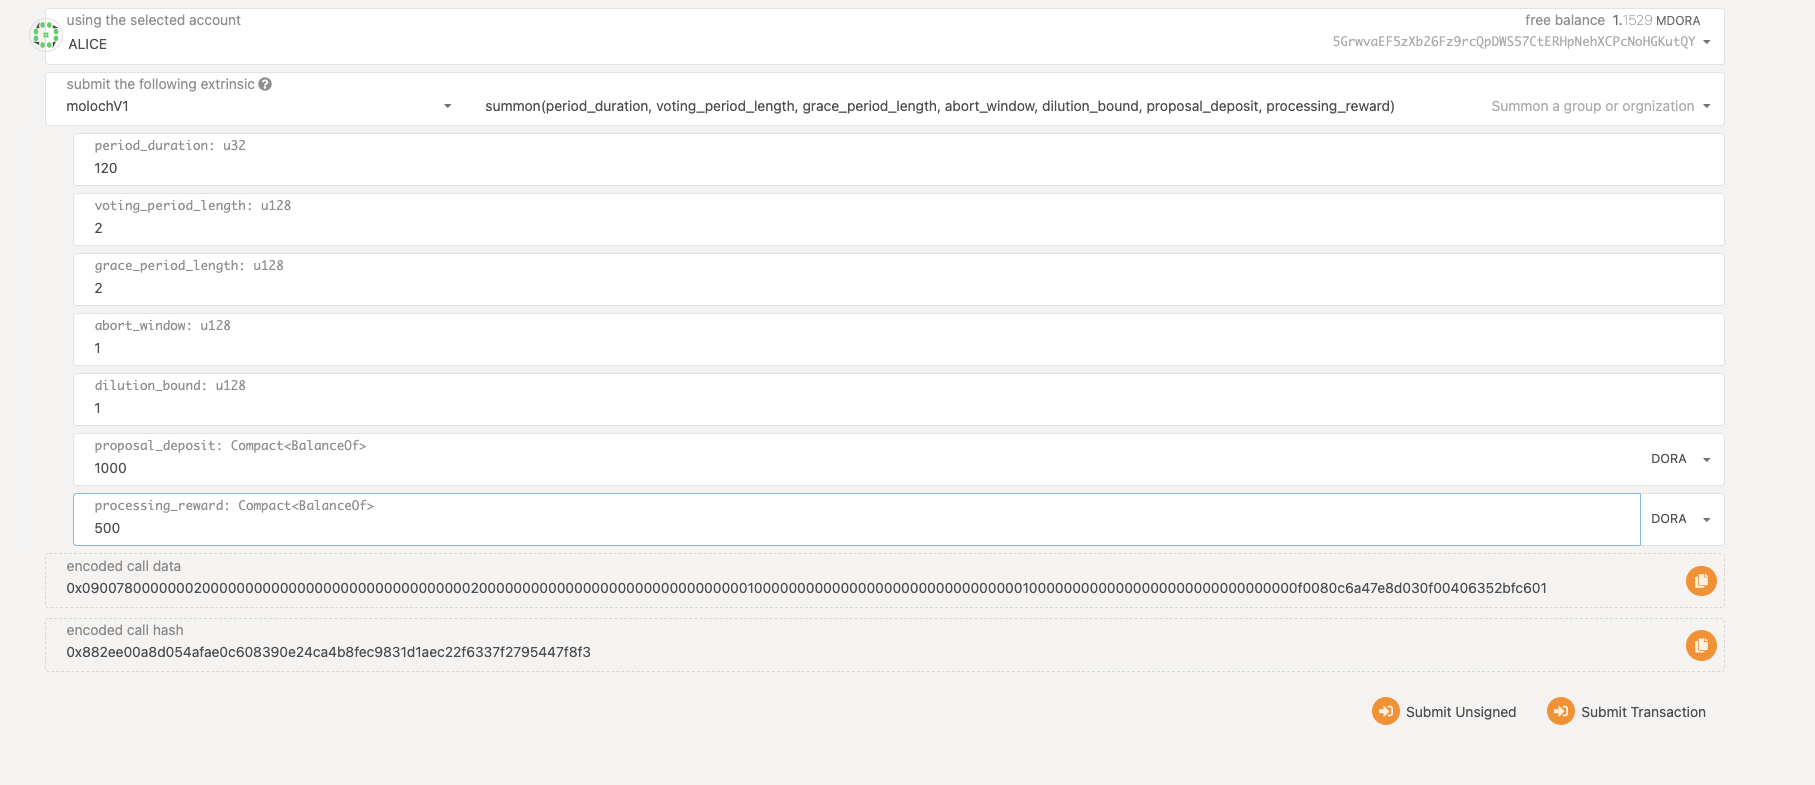 using the selected account
free balance 1.1529 MDORA
ALICE
5GrwvaEF5zXb26Fz9rcQpDWS57CtERHpNehXCPcNoHGKutQY
submit the following extrinsic
molochV1
summon(period_duration, voting_period_length, grace_period_length, abort_window, dilution_bound, proposal_deposit, processing_reward)
Summon a group or orgnization
period_duration: u32
120
voting_period_length: u128
2
grace_period_length: u128
2
abort_window: u128
1
dilution_bound: u128
1
proposal_deposit: Compact<BalanceOf>
1000
DORA
processing_reward: Compact<BalanceOf>
500
DORA
encoded call data
0x09007800000002000000000000000000000000000000020000000000000000000000000000000100000000000000000000000000000001000000000000000000000000000000f0080c6a47e8d030f00406352bfc601
encoded call hash
0x882ee00a8d054afae0c608390e24ca4b8fec9831d1aec22f6337f2795447f8f3
Submit Unsigned
Submit Transaction